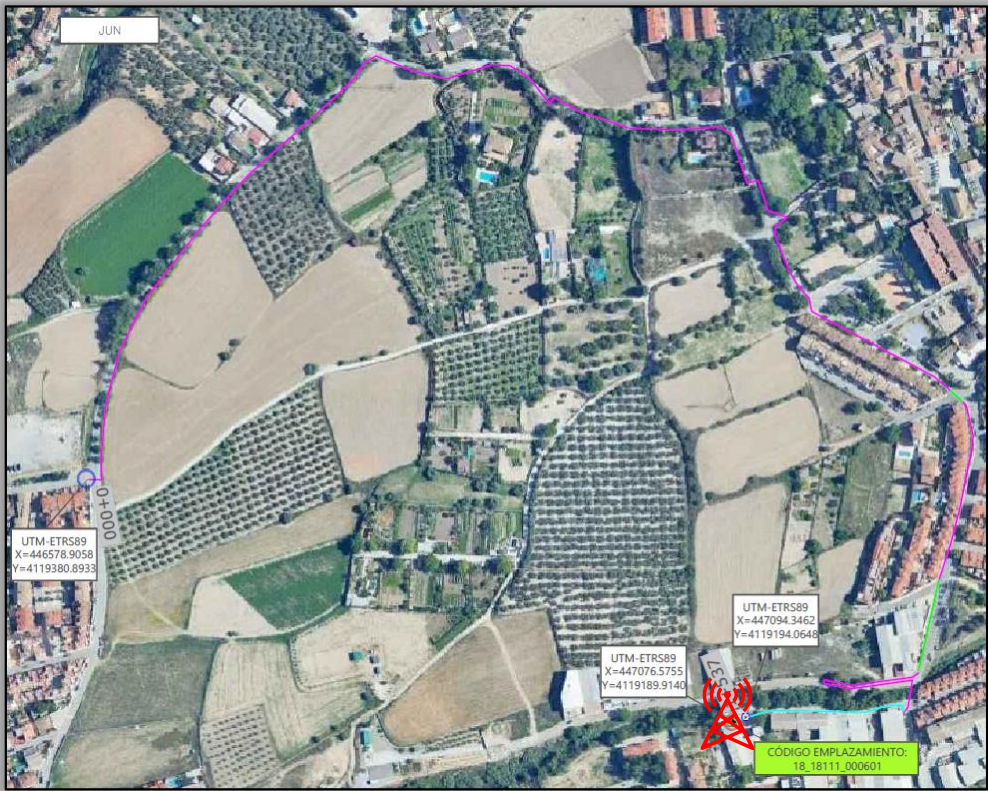 JUN
0+000
UTM-ETRS89
X=446578.9058
Y=4119380.8933
UTM-ETRS89
X=447094.3462
Y=4119194.0648
UTM-ETRS89
X=447076.5755
Y=4119189.9140
CÓDIGO EMPLAZAMIENTO:
18_18111_000601